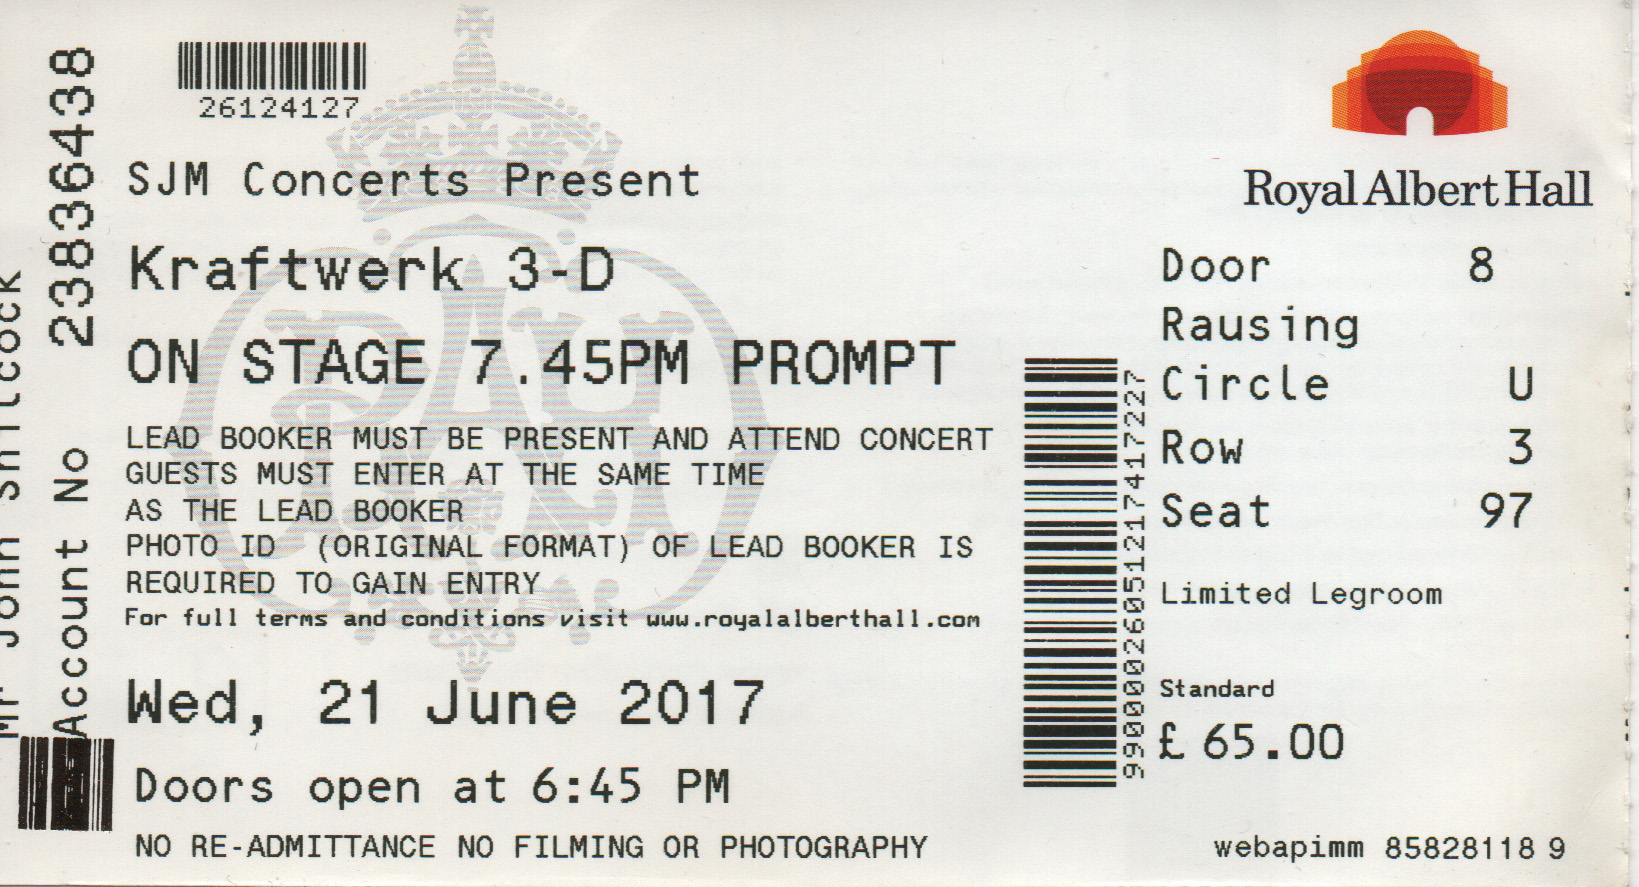 26124127
SJM Concerts Present
Kraftwerk 3-D
ON STAGE 7.45PM PROMPT
LEAD BOOKER MUST BE PRESENT AND ATTEND CONCERT
GUESTS MUST ENTER AT THE SAME TIME
AS THE LEAD BOOKER
PHOTO ID (ORIGINAL FORMAT) OF LEAD BOOKER IS
REQUIRED TO GAIN ENTRY
For full terms and conditions visit www.royalalberthall.com
Wed, 21 June 2017
Doors open at 6:45 PM
NO RE-ADMITTANCE NO FILMING OR PHOTOGRAPHY
Mr John
Account No 23836438
99000026051217417227
Royal Albert Hall
Door 8
Rausing
Circle U
Row 3
Seat 97
Limited Legroom
Standard
£ 65.00
webapimm 85828118 9